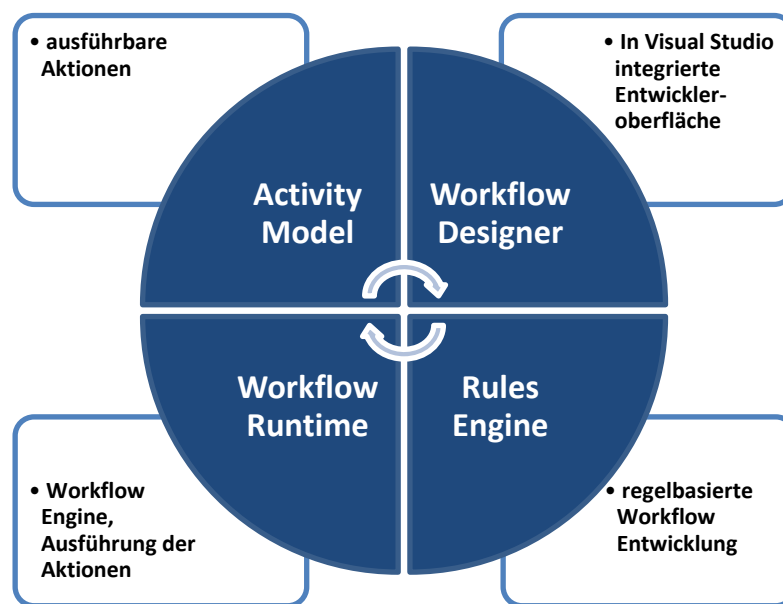 • ausführbare
Aktionen
• In Visual Studio
integrierte
Entwickler-
oberfläche
Activity
Model
Workflow
Designer
Workflow
Runtime
Rules
Engine
• Workflow
Engine,
Ausführung der
Aktionen
• regelbasierte
Workflow
Entwicklung